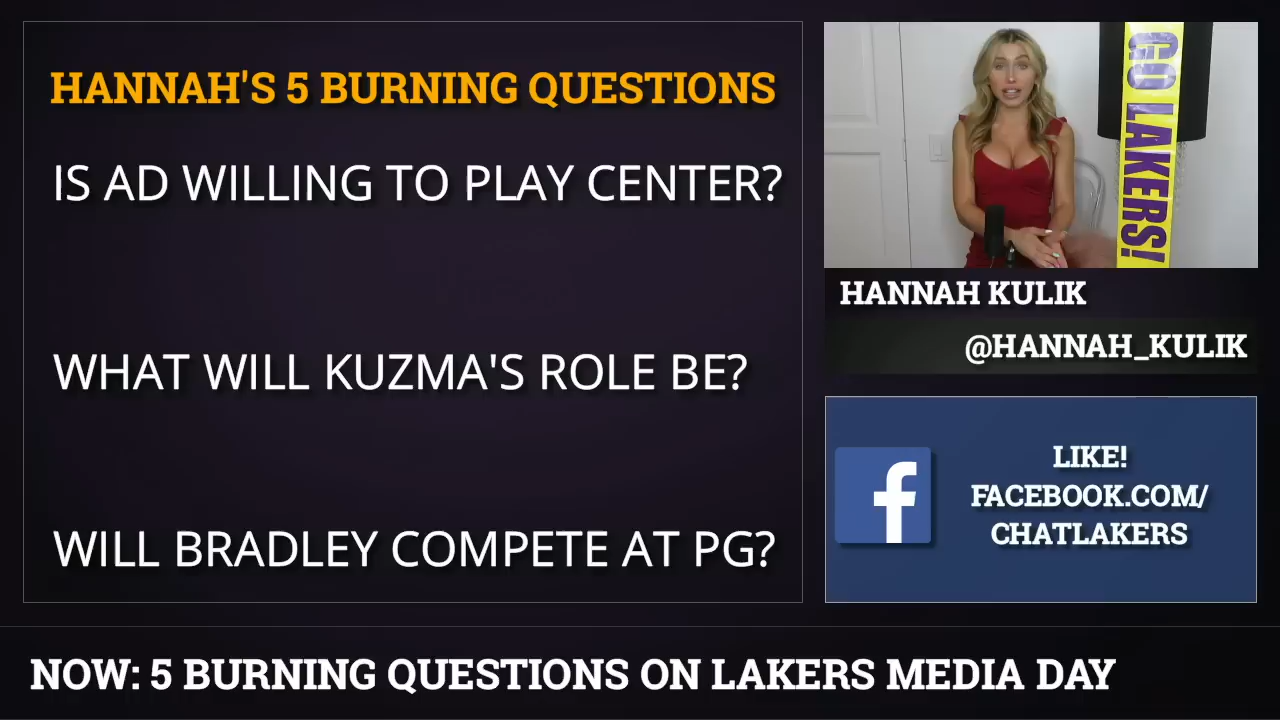 HANNAH'S 5 BURNING QUESTIONS
IS AD WILLING TO PLAY CENTER?
WHAT WILL KUZMA'S ROLE BE?
WILL BRADLEY COMPETE AT PG?
GO LAKERS!
HANNAH KULIK
@HANNAH_KULIK
LIKE!
FACEBOOK.COM/
CHATLAKERS
NOW: 5 BURNING QUESTIONS ON LAKERS MEDIA DAY